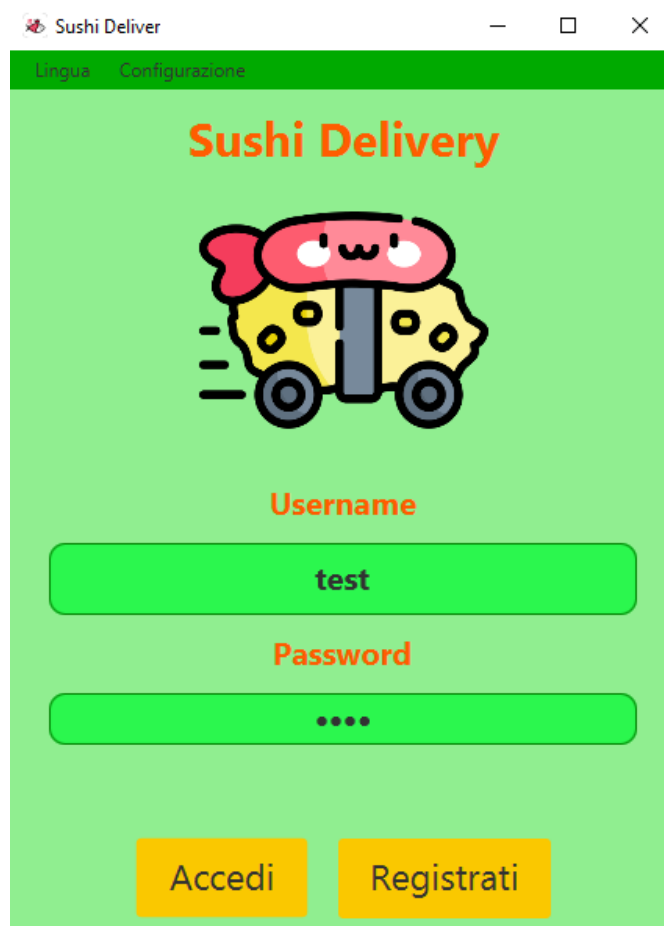 Sushi Deliver
Lingua Configurazione
Sushi Delivery
Username
test
Password
••••
Accedi Registrati